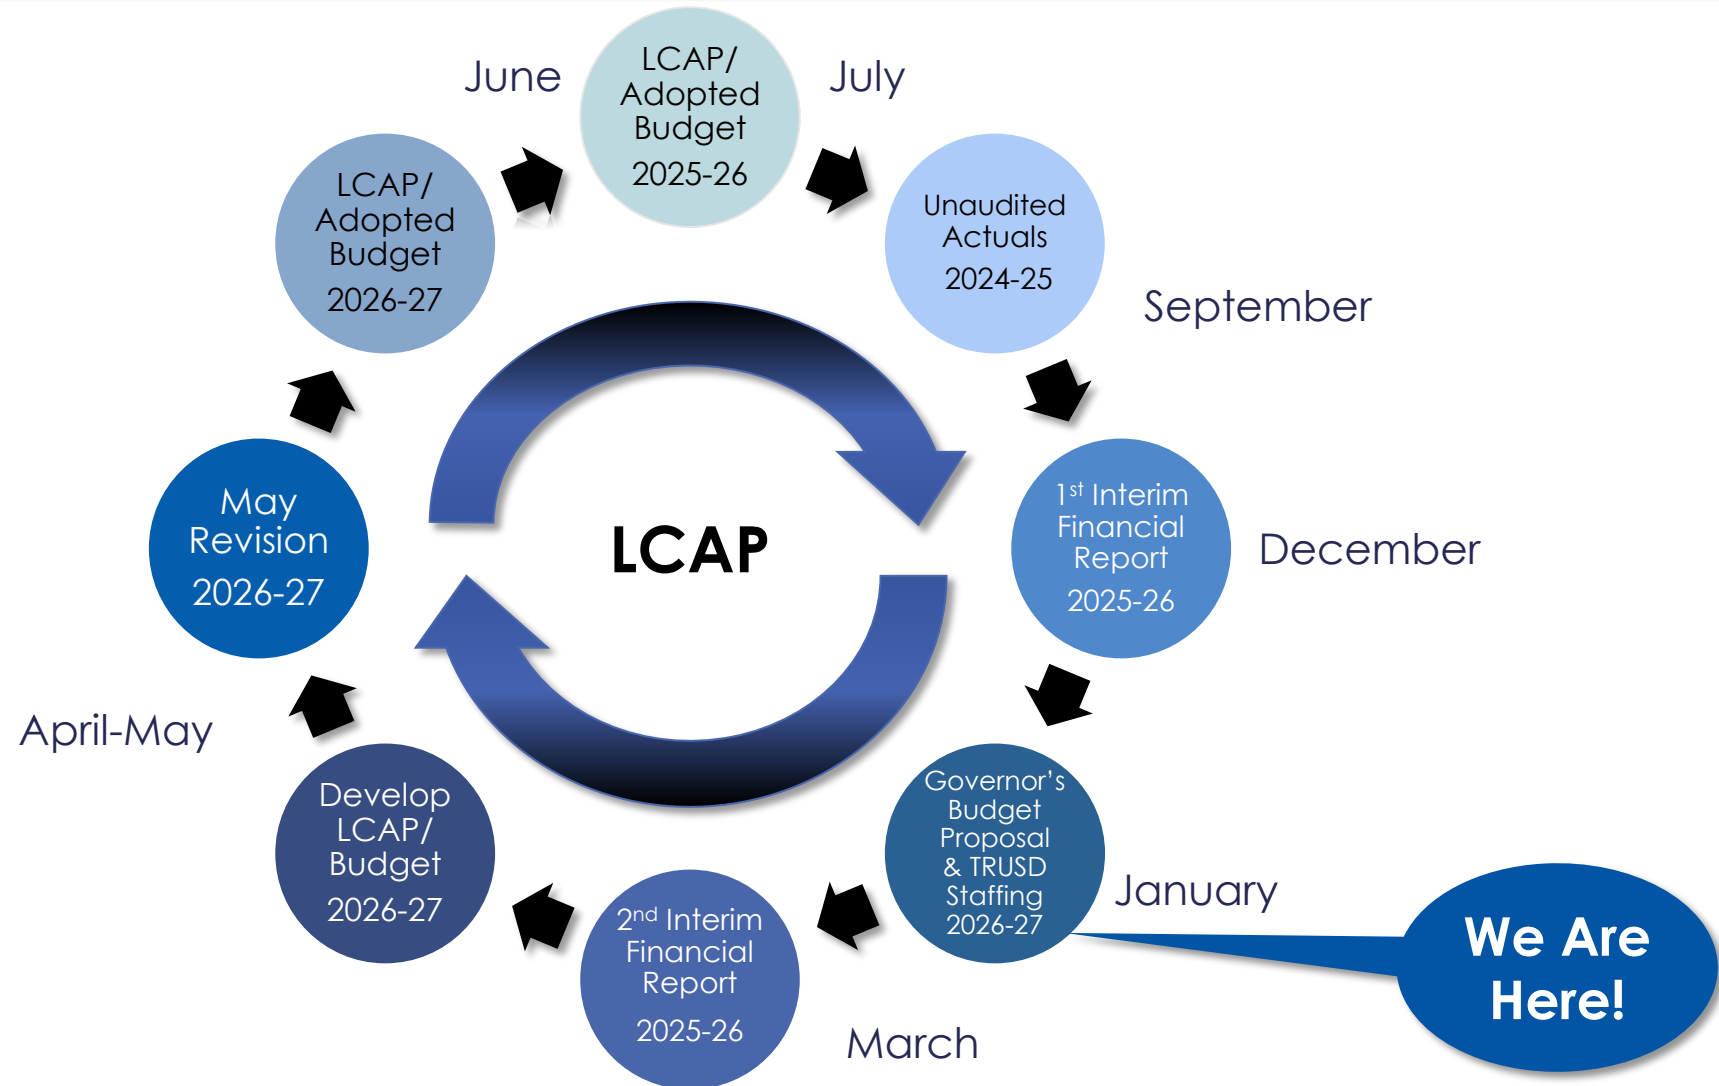 June
LCAP/
Adopted
Budget
2025-26
July
Unaudited
Actuals
2024-25
September
1st Interim
Financial
Report
2025-26
December
Governor’s
Budget
Proposal
& TRUSD
Staffing
2026-27
January
We Are
Here!
2nd Interim
Financial
Report
2025-26
March
Develop
LCAP/
Budget
2026-27
April-May
May
Revision
2026-27
LCAP/
Adopted
Budget
2026-27
LCAP